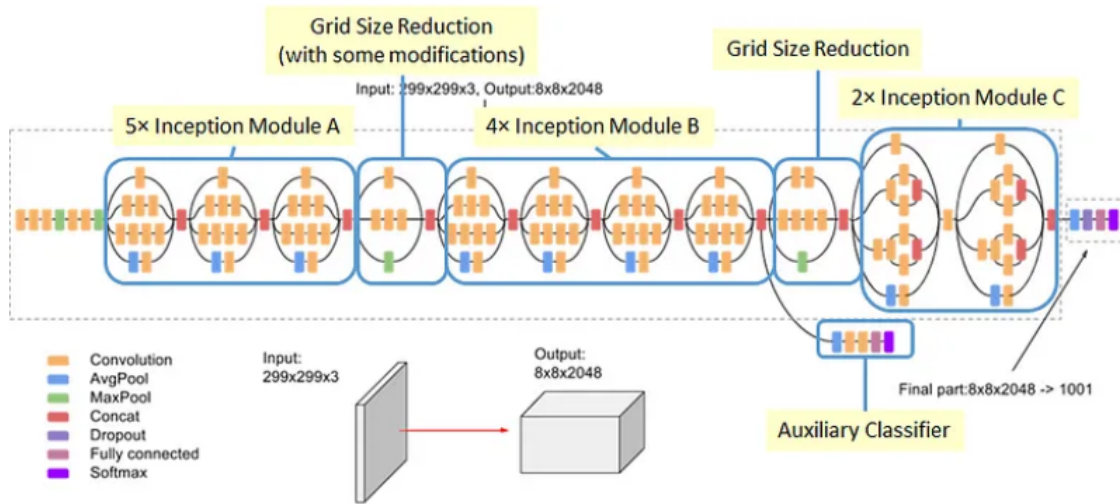 Grid Size Reduction
(with some modifications)
Grid Size Reduction
Input: 299x299x3, Output:8x8x2048
5× Inception Module A
4× Inception Module B
2× Inception Module C
Convolution
AvgPool
MaxPool
Concat
Dropout
Fully connected
Softmax
Input:
299x299x3
Output:
8x8x2048
Final part:8x8x2048 -> 1001
Auxiliary Classifier